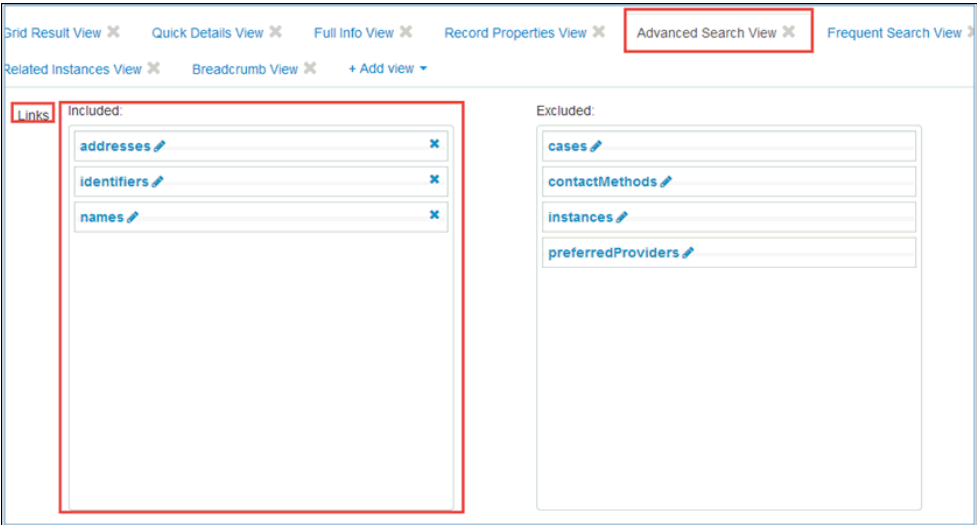 Grid Result View Quick Details View Full Info View Record Properties View Advanced Search View Frequent Search View
Related Instances View Breadcrumb View + Add view
Links Included: Excluded:
addresses cases
identifiers contactMethods
names instances
preferredProviders